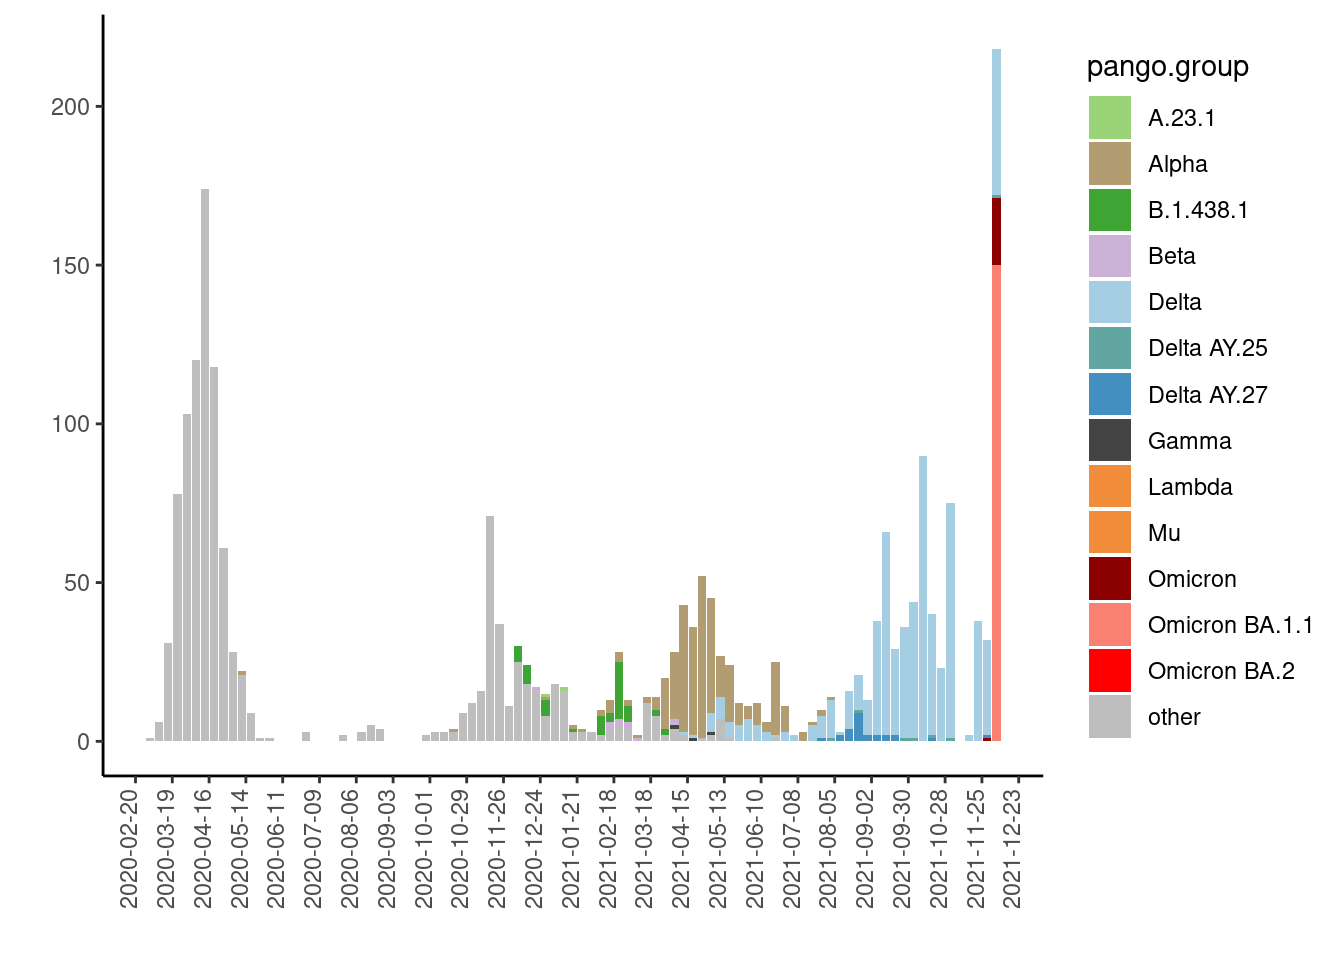 pango.group
A.23.1
Alpha
B.1.438.1
Beta
Delta
Delta AY.25
Delta AY.27
Gamma
Lambda
Mu
Omicron
Omicron BA.1.1
Omicron BA.2
other
200
150
100
50
0
2020-02-20
2020-03-19
2020-04-16
2020-05-14
2020-06-11
2020-07-09
2020-08-06
2020-09-03
2020-10-01
2020-10-29
2020-11-26
2020-12-24
2021-01-21
2021-02-18
2021-03-18
2021-04-15
2021-05-13
2021-06-10
2021-07-08
2021-08-05
2021-09-02
2021-09-30
2021-10-28
2021-11-25
2021-12-23